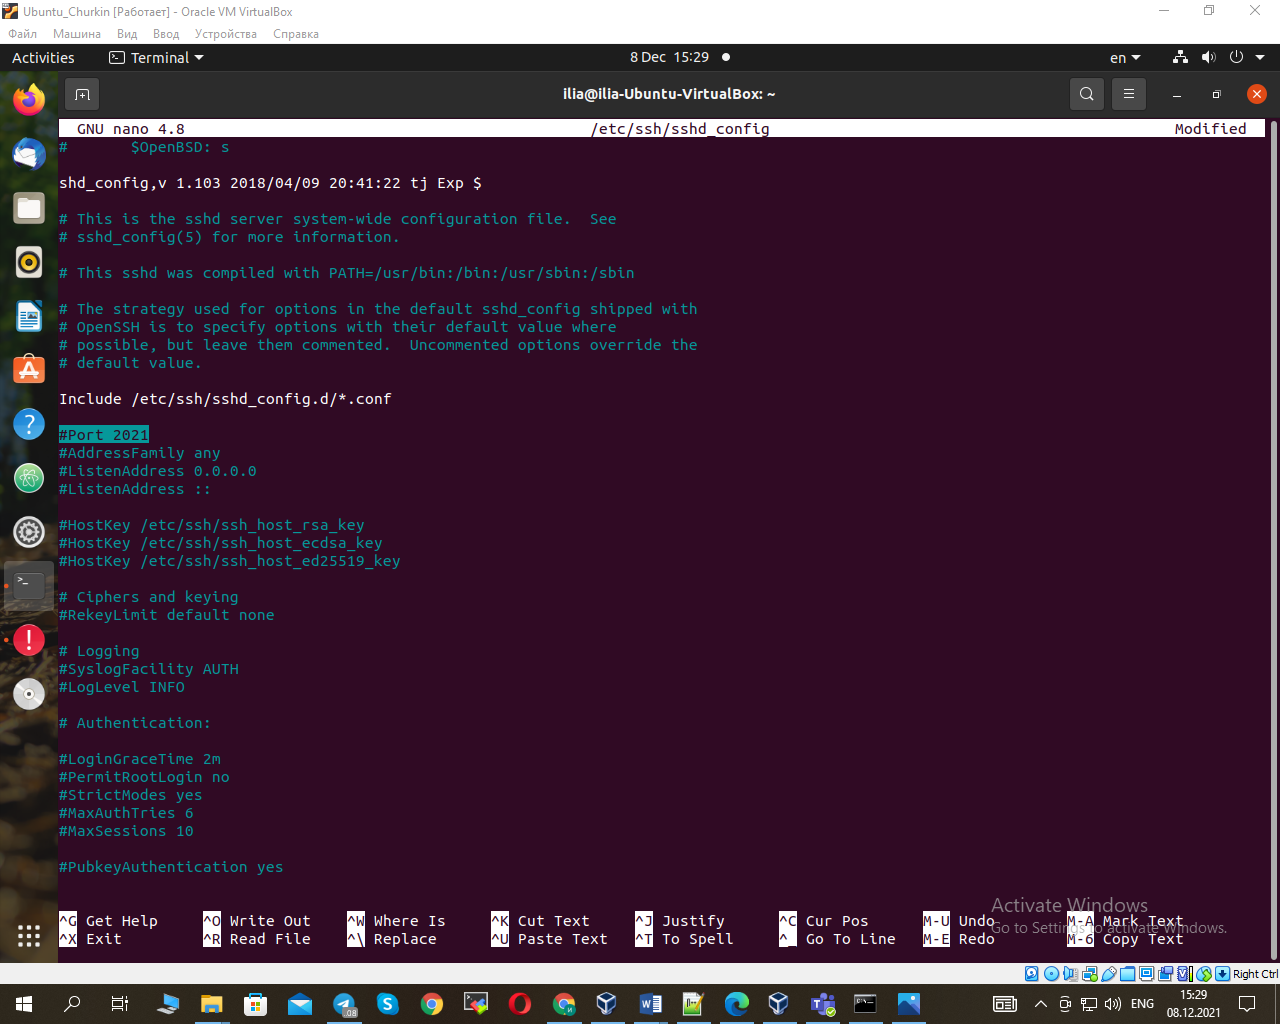 Ubuntu_Churkin [Работает] - Oracle VM VirtualBox
Файл Машина Вид Ввод Устройства Справка
Activities Terminal 8 Dec 15:29 en
ilia@ilia-Ubuntu-VirtualBox: ~
GNU nano 4.8 /etc/ssh/sshd_config Modified
# $OpenBSD: s
shd_config,v 1.103 2018/04/09 20:41:22 tj Exp $
# This is the sshd server system-wide configuration file.  See
# sshd_config(5) for more information.
# This sshd was compiled with PATH=/usr/bin:/bin:/usr/sbin:/sbin
# The strategy used for options in the default sshd_config shipped with
# OpenSSH is to specify options with their default value where
# possible, but leave them commented.  Uncommented options override the
# default value.
Include /etc/ssh/sshd_config.d/*.conf
#Port 2021
#AddressFamily any
#ListenAddress 0.0.0.0
#ListenAddress ::
#HostKey /etc/ssh/ssh_host_rsa_key
#HostKey /etc/ssh/ssh_host_ecdsa_key
#HostKey /etc/ssh/ssh_host_ed25519_key
# Ciphers and keying
#RekeyLimit default none
# Logging
#SyslogFacility AUTH
#LogLevel INFO
# Authentication:
#LoginGraceTime 2m
#PermitRootLogin no
#StrictModes yes
#MaxAuthTries 6
#MaxSessions 10
#PubkeyAuthentication yes
Activate Windows
Go to Settings to activate Windows.
^G Get Help ^O Write Out ^W Where Is ^K Cut Text ^J Justify ^C Cur Pos M-U Undo M-A Mark Text
^X Exit ^R Read File ^\ Replace ^U Paste Text ^T To Spell ^_ Go To Line M-E Redo M-6 Copy Text
Right Ctrl
.08 ENG 15:29
08.12.2021